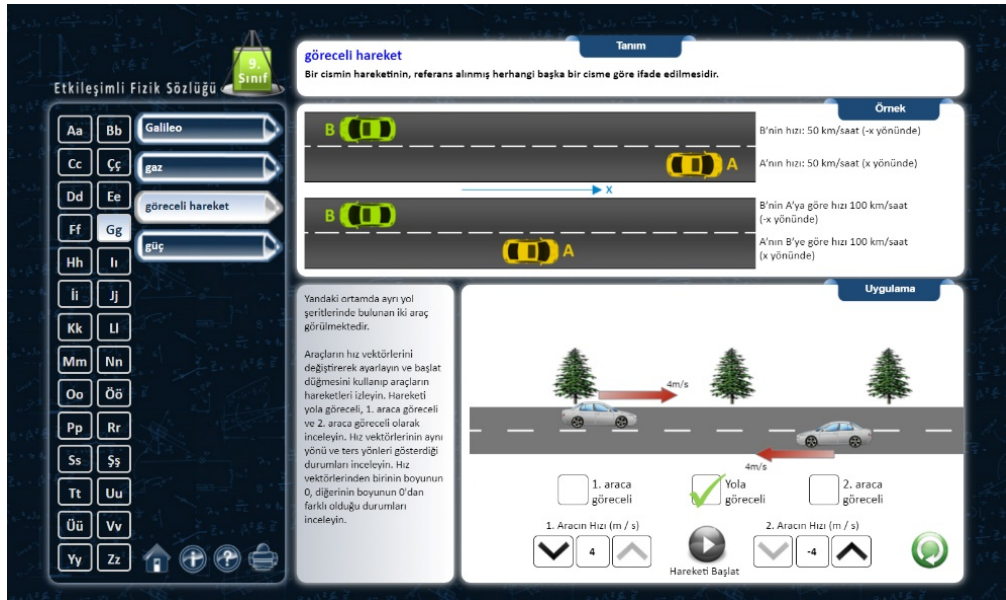 9.
Sınıf
Etkileşimli Fizik Sözlüğü
Aa Bb
Cc Çç
Dd Ee
Ff Gg
Hh Iı
İi Jj
Kk Ll
Mm Nn
Oo Öö
Pp Rr
Ss Şş
Tt Uu
Üü Vv
Yy Zz
Galileo
gaz
göreceli hareket
güç
Tanım
göreceli hareket
Bir cismin hareketinin, referans alınmış herhangi başka bir cisme göre ifade edilmesidir.
Örnek
B
A
x
B
A
B'nin hızı: 50 km/saat (-x yönünde)
A'nın hızı: 50 km/saat (x yönünde)
B'nin A'ya göre hızı 100 km/saat
(-x yönünde)
A'nın B'ye göre hızı 100 km/saat
(x yönünde)
Yandaki ortamda ayrı yol
şeritlerinde bulunan iki araç
görülmektedir.
Araçların hız vektörlerini
değiştirerek ayarlayın ve başlat
düğmesini kullanıp araçların
hareketleri izleyin. Hareketi
yola göreceli, 1. araca göreceli
ve 2. araca göreceli olarak
inceleyin. Hız vektörlerinin aynı
yönü ve ters yönleri gösterdiği
durumları inceleyin. Hız
vektörlerinden birinin boyunun
0, diğerinin boyunun 0'dan
farklı olduğu durumları
inceleyin.
Uygulama
4m/s
4m/s
1. araca
göreceli
Yola
göreceli
2. araca
göreceli
1. Aracın Hızı (m / s)
4
Hareketi Başlat
2. Aracın Hızı (m / s)
-4